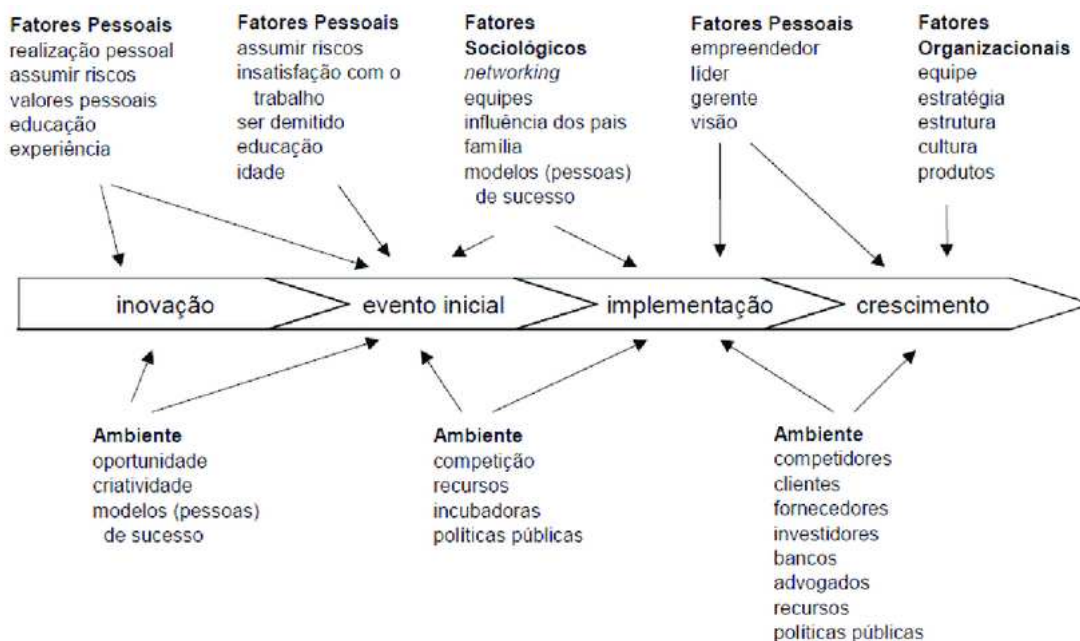 Fatores Pessoais
realização pessoal
assumir riscos
valores pessoais
educação
experiência
Fatores Pessoais
assumir riscos
insatisfação com o
trabalho
ser demitido
educação
idade
Fatores
Sociológicos
networking
equipes
influência dos pais
família
modelos (pessoas)
de sucesso
Fatores Pessoais
empreendedor
líder
gerente
visão
Fatores
Organizacionais
equipe
estratégia
estrutura
cultura
produtos
inovação
evento inicial
implementação
crescimento
Ambiente
oportunidade
criatividade
modelos (pessoas)
de sucesso
Ambiente
competição
recursos
incubadoras
políticas públicas
Ambiente
competidores
clientes
fornecedores
investidores
bancos
advogados
recursos
políticas públicas